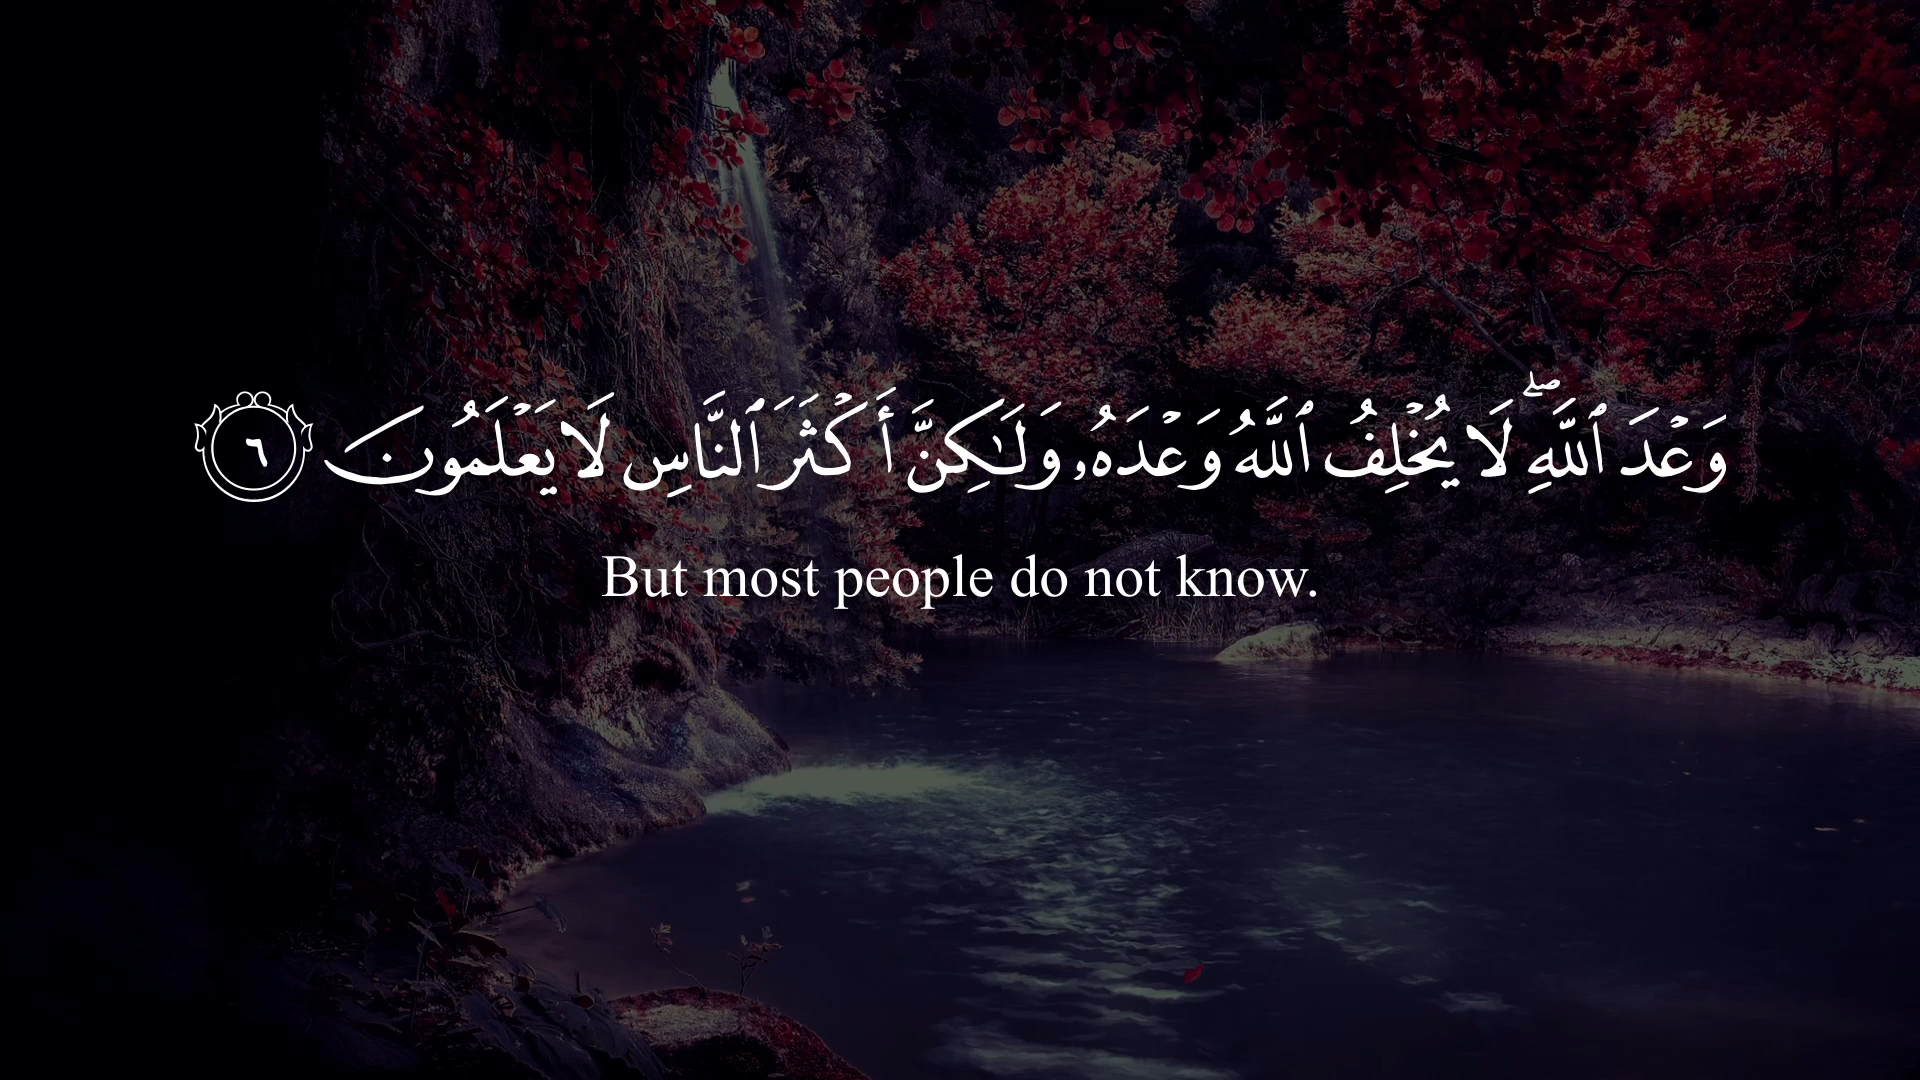 وَعۡدَ ٱللَّهِۖ لَا يُخۡلِفُ ٱللَّهُ وَعۡدَهُۥ وَلَٰكِنَّ أَكۡثَرَ ٱلنَّاسِ لَا يَعۡلَمُونَ ٦
But most people do not know.